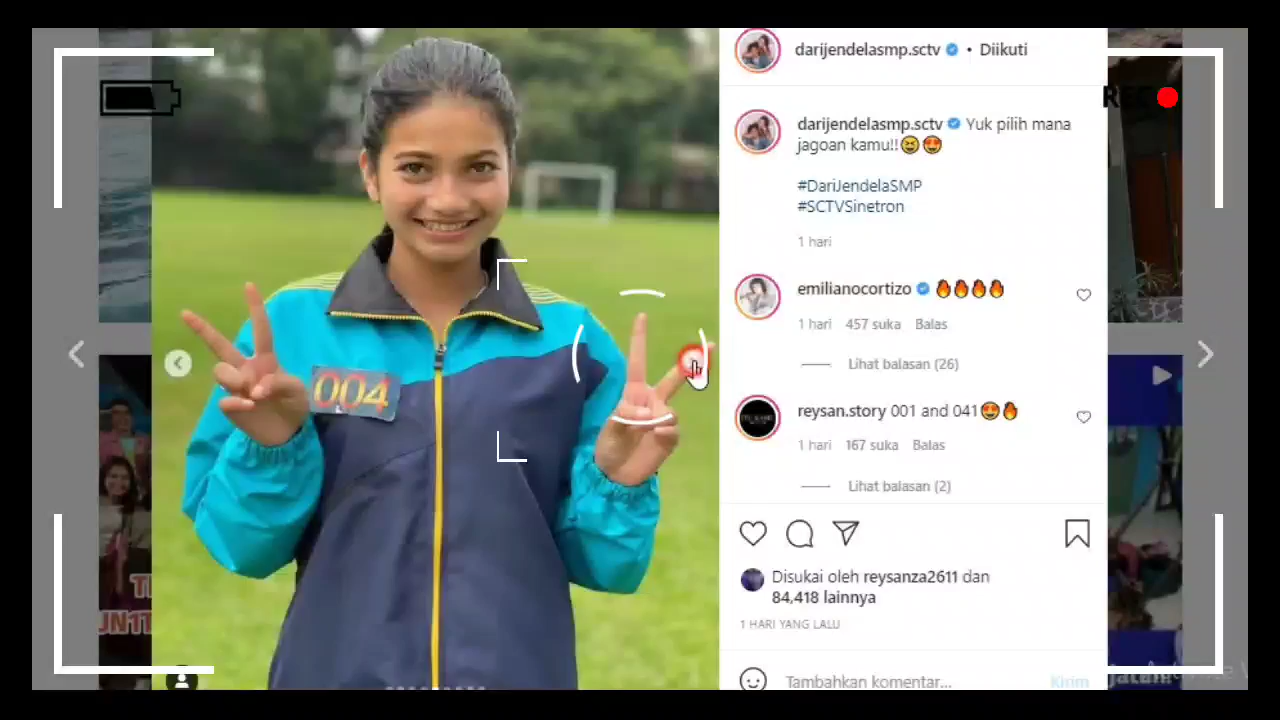 REC
darijendelasmp.sctv • Diikuti
darijendelasmp.sctv Yuk pilih mana
jagoan kamu!!😆😍
#DariJendelaSMP
#SCTVSinetron
1 hari
emilianocortizo 🔥🔥🔥🔥
1 hari 457 suka Balas
Lihat balasan (26)
reysan.story 001 and 041😍🔥
1 hari 167 suka Balas
Lihat balasan (2)
Disukai oleh reysanza2611 dan
84,418 lainnya
1 HARI YANG LALU
Tambahkan komentar... Kirim
004